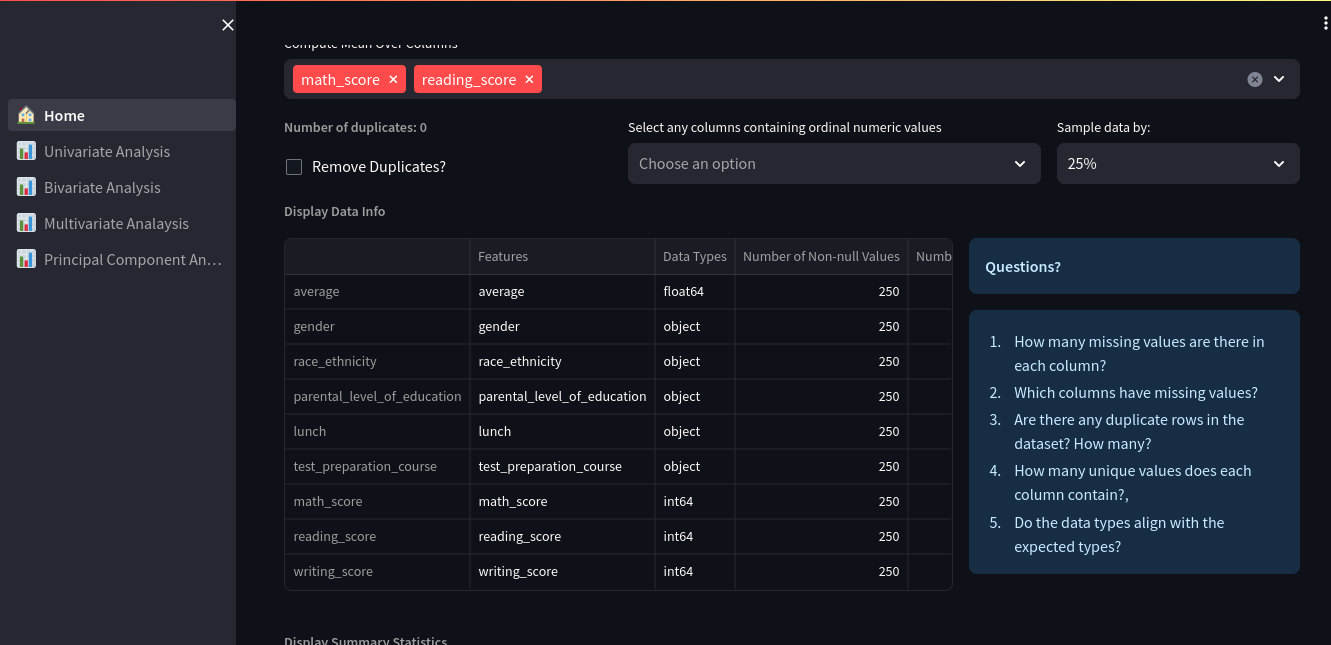 Compute Mean Over Columns
math_score × reading_score ×
Home
Univariate Analysis
Bivariate Analysis
Multivariate Analaysis
Principal Component An…
Number of duplicates: 0
Remove Duplicates?
Select any columns containing ordinal numeric values
Choose an option
Sample data by:
25%
Display Data Info
Features Data Types Number of Non-null Values Numb
average average float64 250
gender gender object 250
race_ethnicity race_ethnicity object 250
parental_level_of_education parental_level_of_education object 250
lunch lunch object 250
test_preparation_course test_preparation_course object 250
math_score math_score int64 250
reading_score reading_score int64 250
writing_score writing_score int64 250
Questions?
1. How many missing values are there in
each column?
2. Which columns have missing values?
3. Are there any duplicate rows in the
dataset? How many?
4. How many unique values does each
column contain?,
5. Do the data types align with the
expected types?
Display Summary Statistics